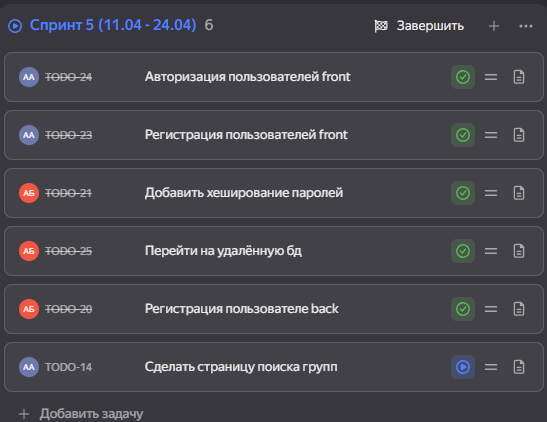 Спринт 5 (11.04 - 24.04) 6 Завершить
АА TODO-24 Авторизация пользователей front
АА TODO-23 Регистрация пользователей front
АБ TODO-21 Добавить хеширование паролей
АБ TODO-25 Перейти на удалённую бд
АБ TODO-20 Регистрация пользователе back
АА TODO-14 Сделать страницу поиска групп
Добавить задачу